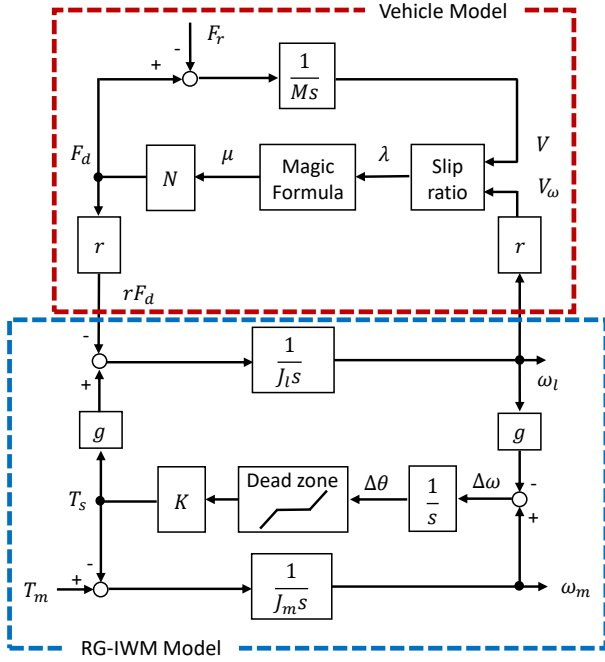 Vehicle Model
- F_r
+
1
Ms
F_d
N
μ
Magic
Formula
λ
Slip
ratio
V
V_ω
r
r
rF_d
-
+
1
J_l s
ω_l
g
g
T_s
K
Dead zone
Δθ
1
s
Δω
-
+
-
T_m +
1
J_m s
ω_m
RG-IWM Model